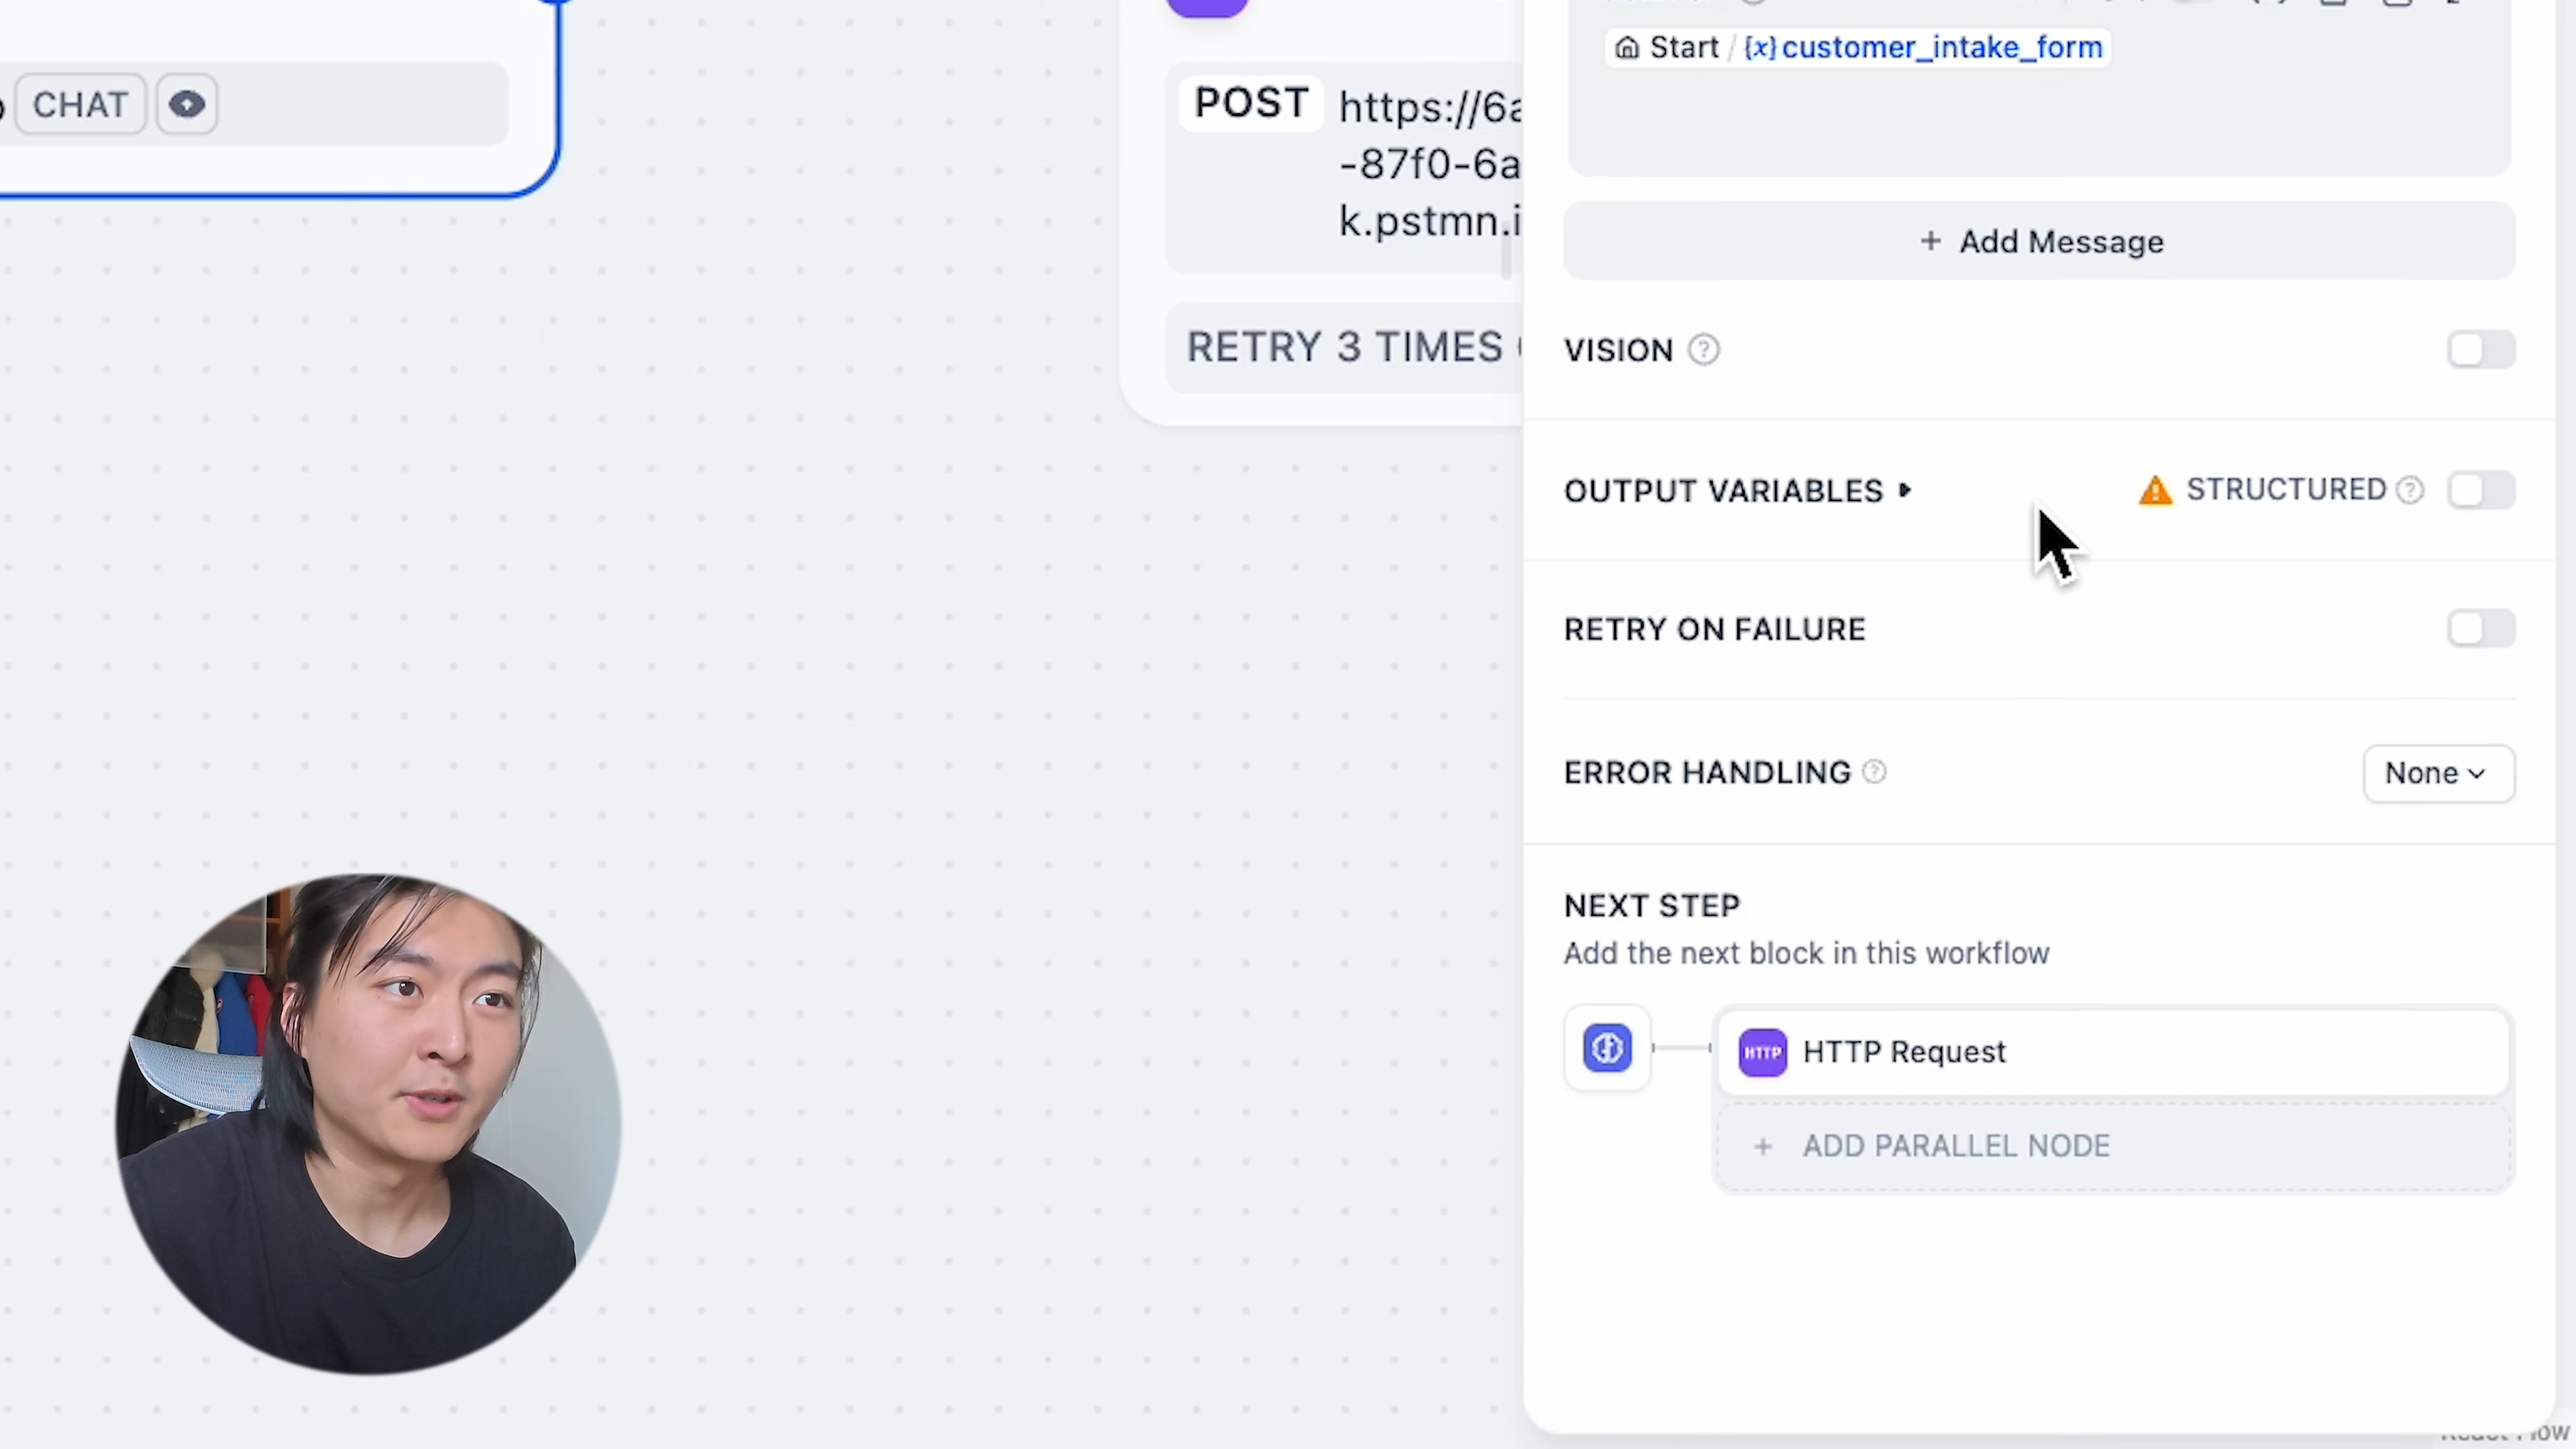 CHAT
POST
https://6a
-87f0-6a
k.pstmn.i
RETRY 3 TIMES
Start / {x} customer_intake_form
+ Add Message
VISION
OUTPUT VARIABLES
STRUCTURED
RETRY ON FAILURE
ERROR HANDLING
None
NEXT STEP
Add the next block in this workflow
HTTP
HTTP Request
+ ADD PARALLEL NODE
React Flow